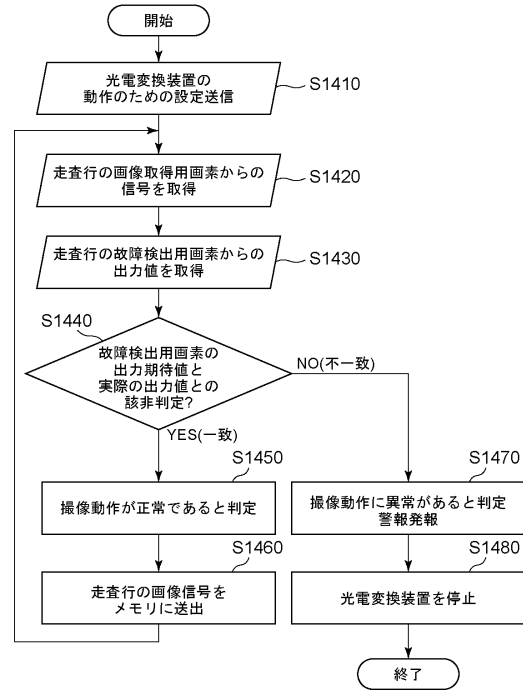 開始
光電変換装置の
動作のための設定送信
S1410
走査行の画像取得用画素からの
信号を取得
S1420
走査行の故障検出用画素からの
出力値を取得
S1430
S1440
故障検出用画素の
出力期待値と
実際の出力値との
該非判定?
NO(不一致)
YES(一致)
S1450
撮像動作が正常であると判定
S1470
撮像動作に異常があると判定
警報発報
S1460
走査行の画像信号を
メモリに送出
S1480
光電変換装置を停止
終了